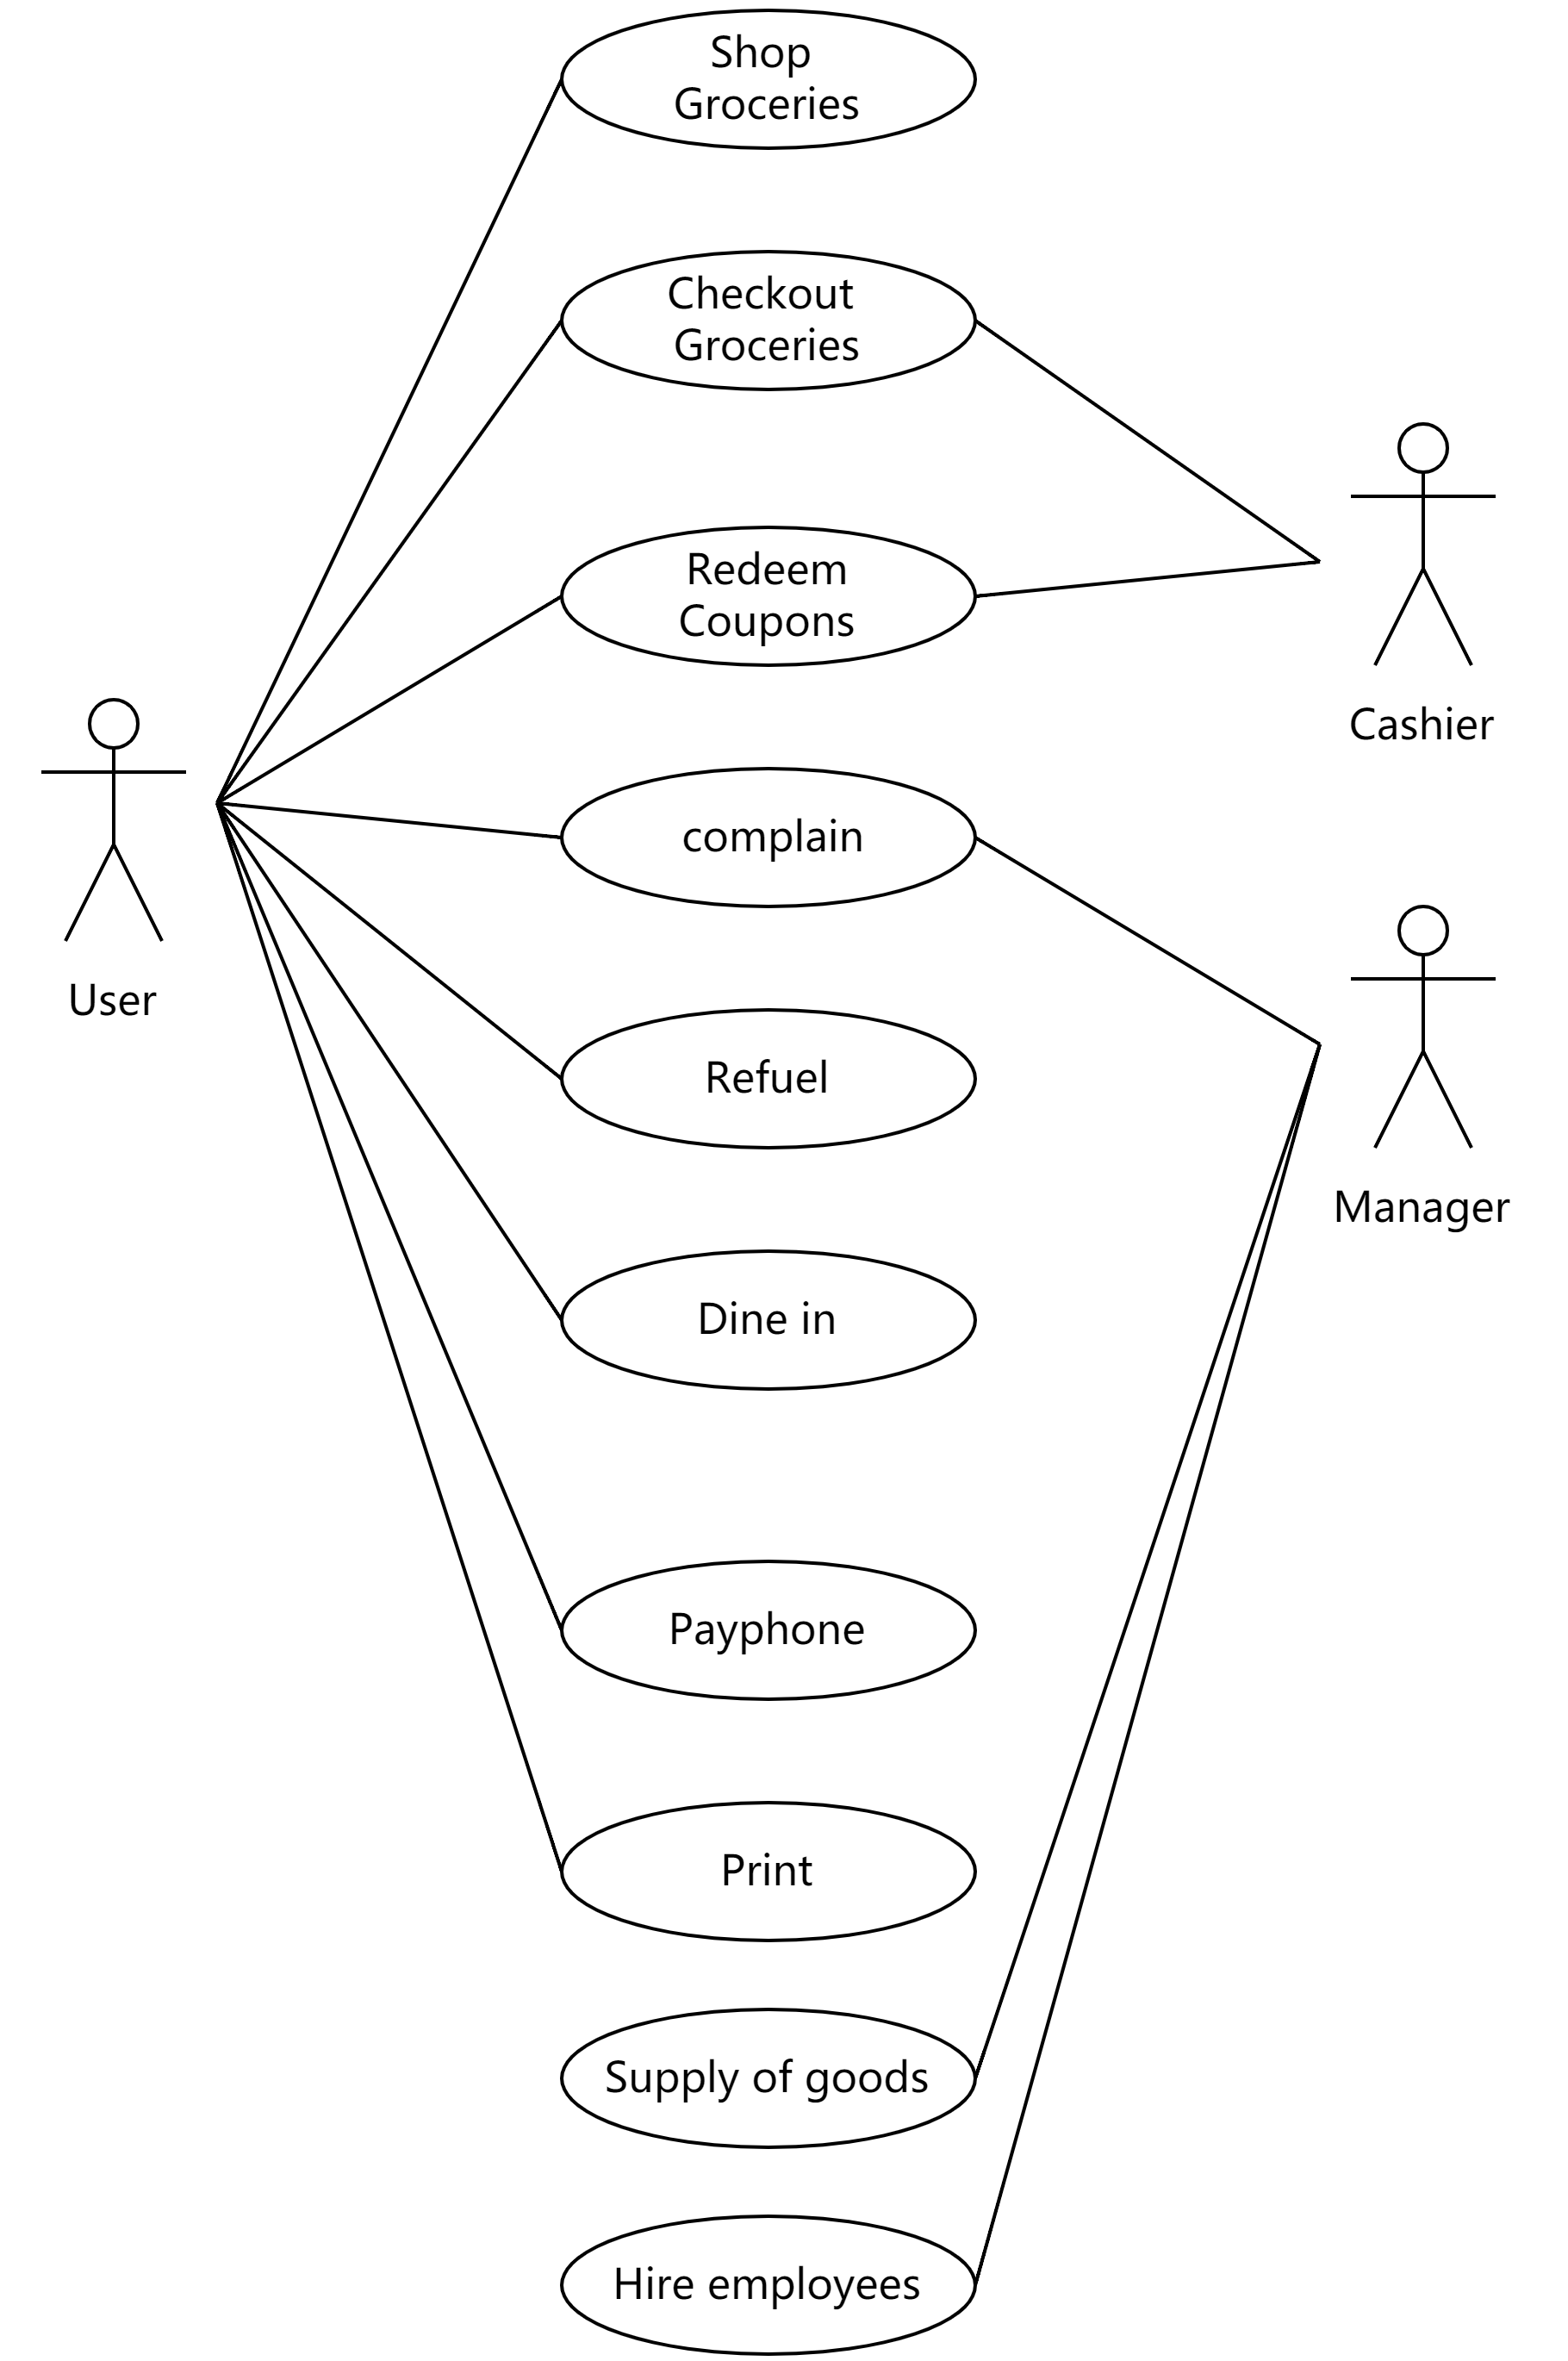 Shop
Groceries
Checkout
Groceries
Redeem
Coupons
Cashier
complain
User
Refuel
Manager
Dine in
Payphone
Print
Supply of goods
Hire employees